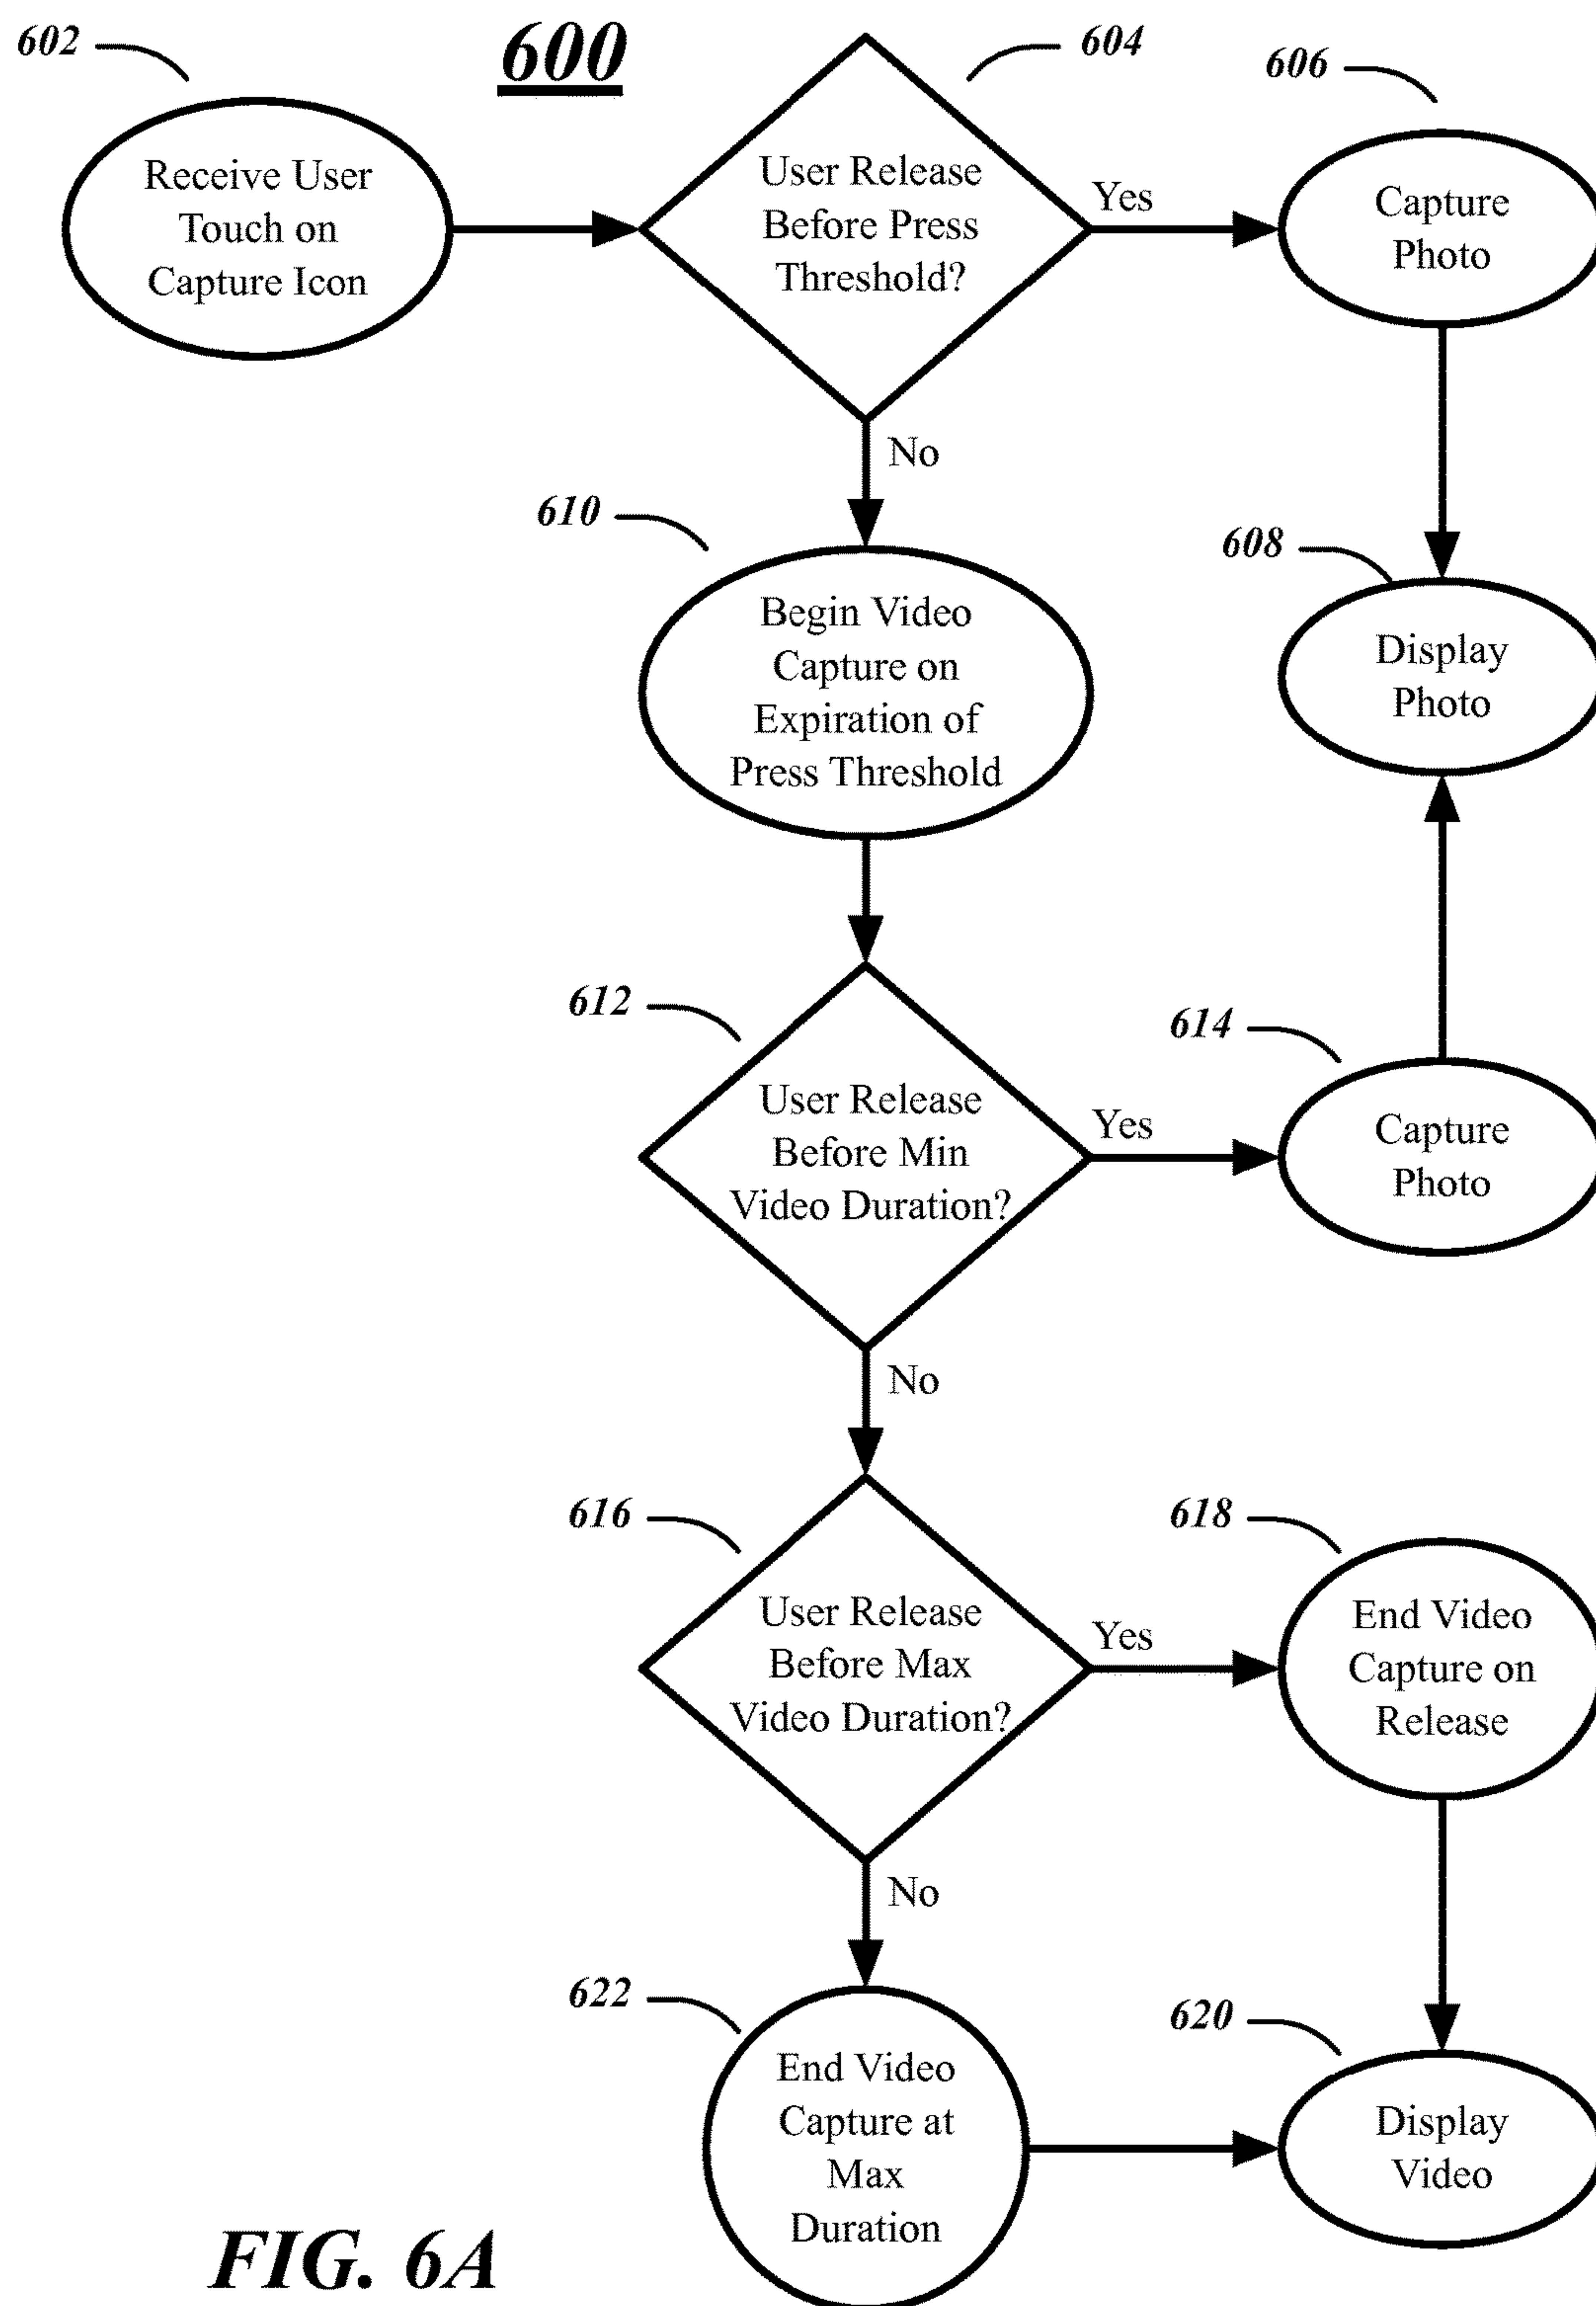 602
600
604
606
Receive User
Touch on
Capture Icon
User Release
Before Press
Threshold?
Yes
Capture
Photo
No
610
Begin Video
Capture on
Expiration of
Press Threshold
608
Display
Photo
612
User Release
Before Min
Video Duration?
Yes
614
Capture
Photo
No
616
User Release
Before Max
Video Duration?
Yes
618
End Video
Capture on
Release
No
622
End Video
Capture at
Max
Duration
620
Display
Video
FIG. 6A